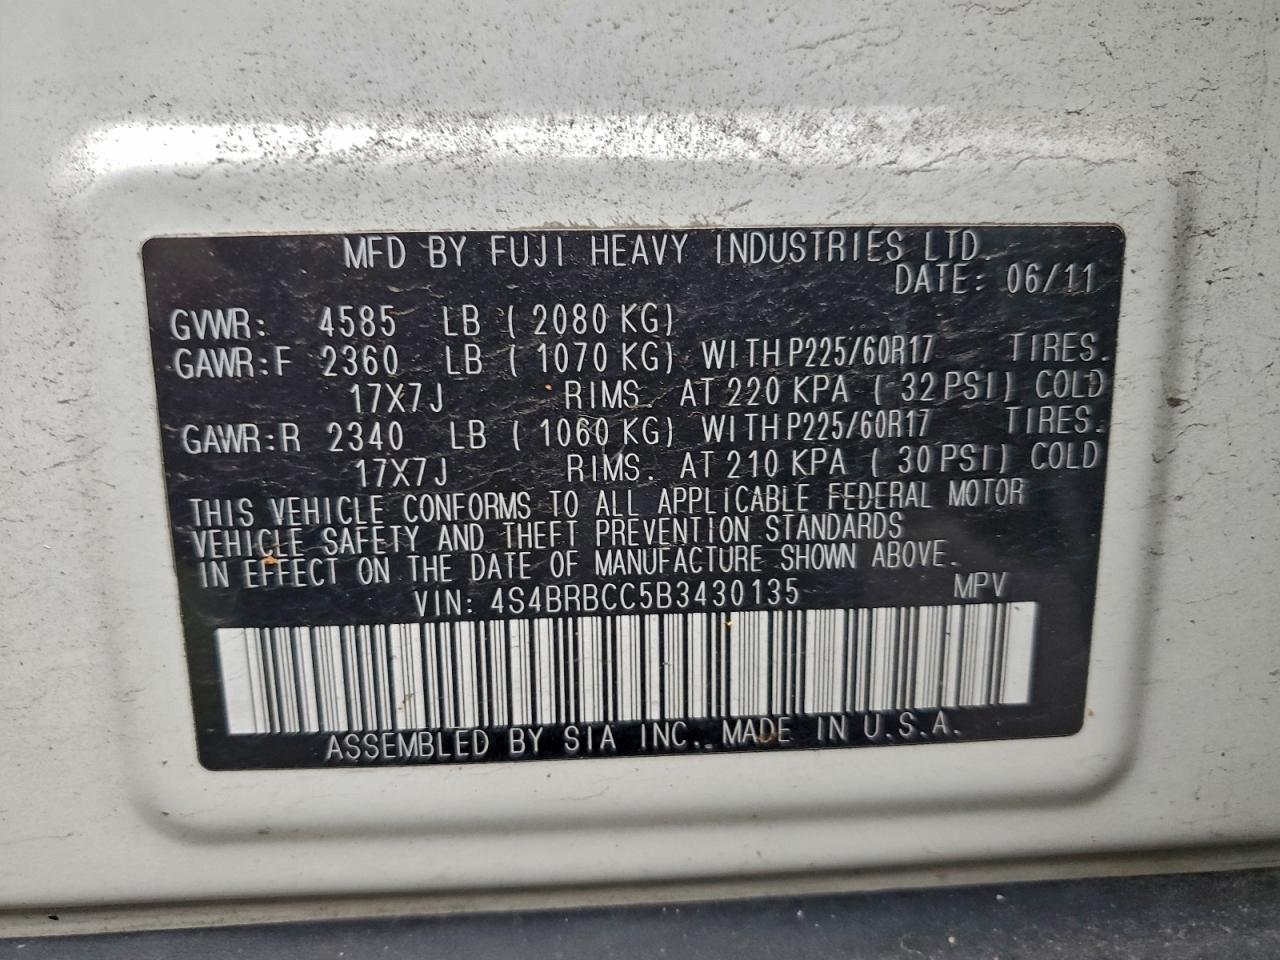 MFD BY FUJI HEAVY INDUSTRIES LTD.
DATE: 06/11
GVWR: 4585 LB ( 2080 KG)
GAWR:F 2360 LB ( 1070 KG) WITH P225/60R17 TIRES.
17X7J RIMS. AT 220 KPA ( 32 PSI) COLD
GAWR:R 2340 LB ( 1060 KG) WITH P225/60R17 TIRES.
17X7J RIMS. AT 210 KPA ( 30 PSI) COLD
THIS VEHICLE CONFORMS TO ALL APPLICABLE FEDERAL MOTOR
VEHICLE SAFETY AND THEFT PREVENTION STANDARDS
IN EFFECT ON THE DATE OF MANUFACTURE SHOWN ABOVE.
VIN: 4S4BRBCC5B3430135 MPV
ASSEMBLED BY SIA INC., MADE IN U.S.A.